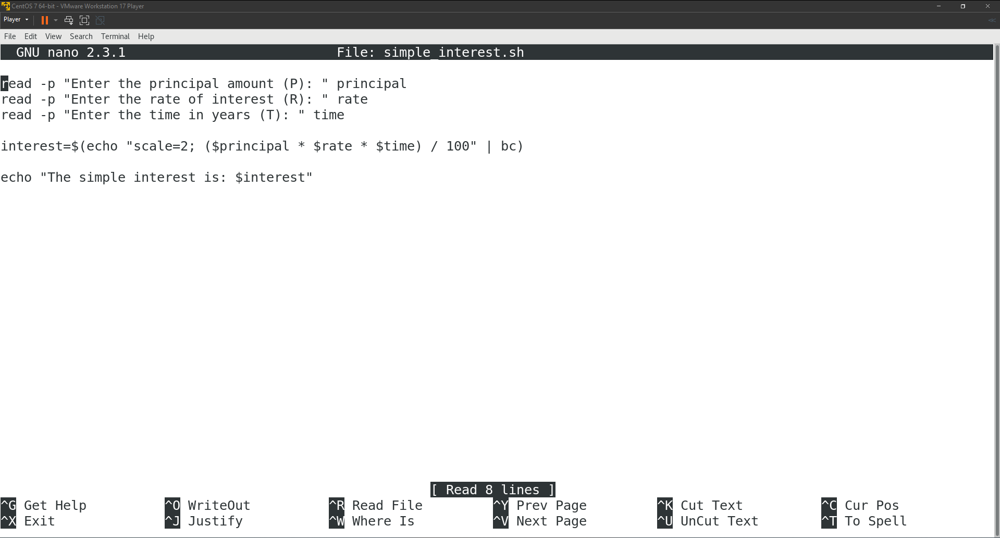 CentOS 7 64-bit - VMware Workstation 17 Player
Player
File Edit View Search Terminal Help
GNU nano 2.3.1 File: simple_interest.sh
read -p "Enter the principal amount (P): " principal
read -p "Enter the rate of interest (R): " rate
read -p "Enter the time in years (T): " time
interest=$(echo "scale=2; ($principal * $rate * $time) / 100" | bc)
echo "The simple interest is: $interest"
[ Read 8 lines ]
^G Get Help ^O WriteOut ^R Read File ^Y Prev Page ^K Cut Text ^C Cur Pos
^X Exit ^J Justify ^W Where Is ^V Next Page ^U UnCut Text ^T To Spell